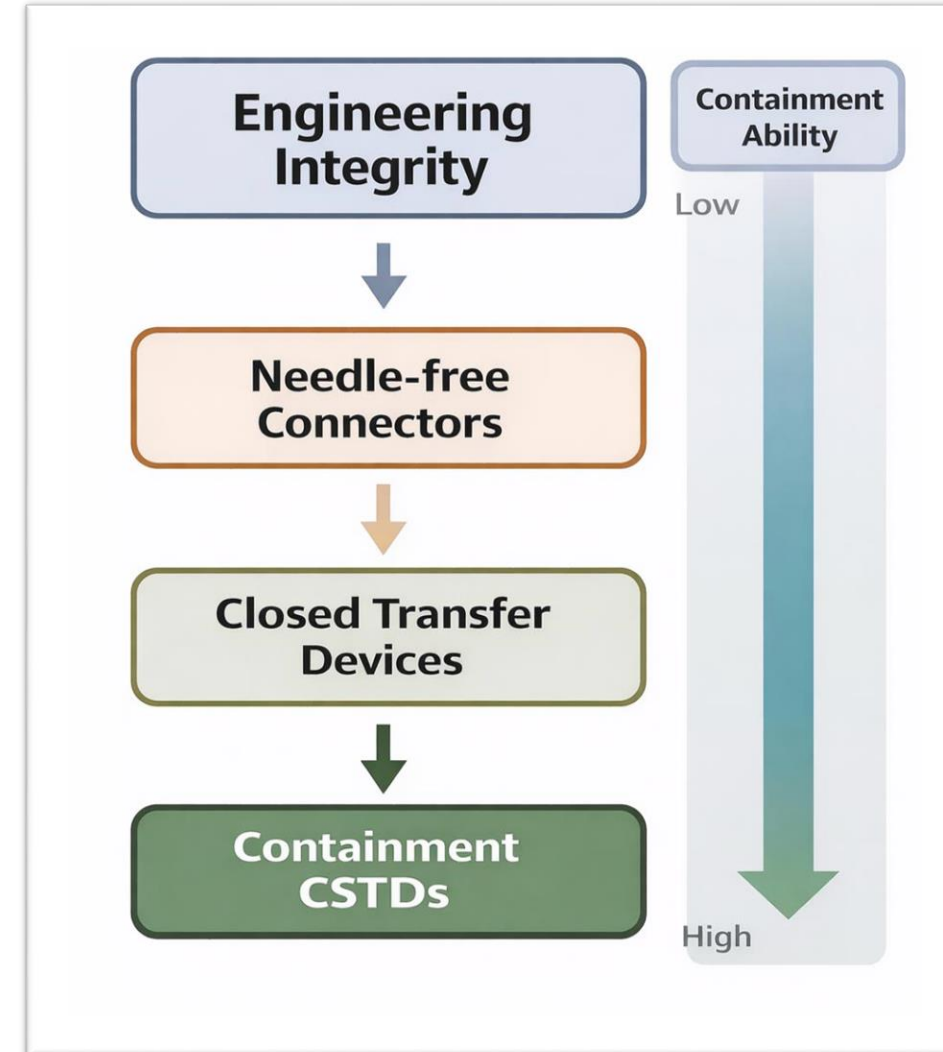 Engineering
Integrity
Containment
Ability
Low
Needle-free
Connectors
Closed Transfer
Devices
Containment
CSTDs
High